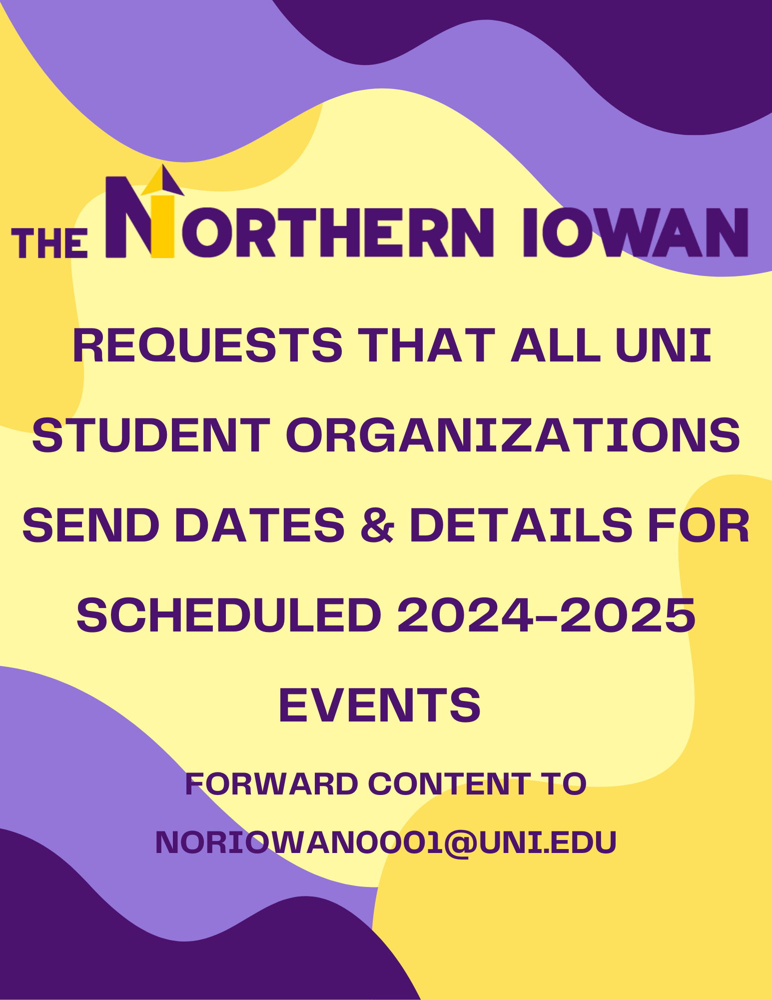 THE NORTHERN IOWAN
REQUESTS THAT ALL UNI
STUDENT ORGANIZATIONS
SEND DATES & DETAILS FOR
SCHEDULED 2024-2025
EVENTS
FORWARD CONTENT TO
NORIOWAN0001@UNI.EDU